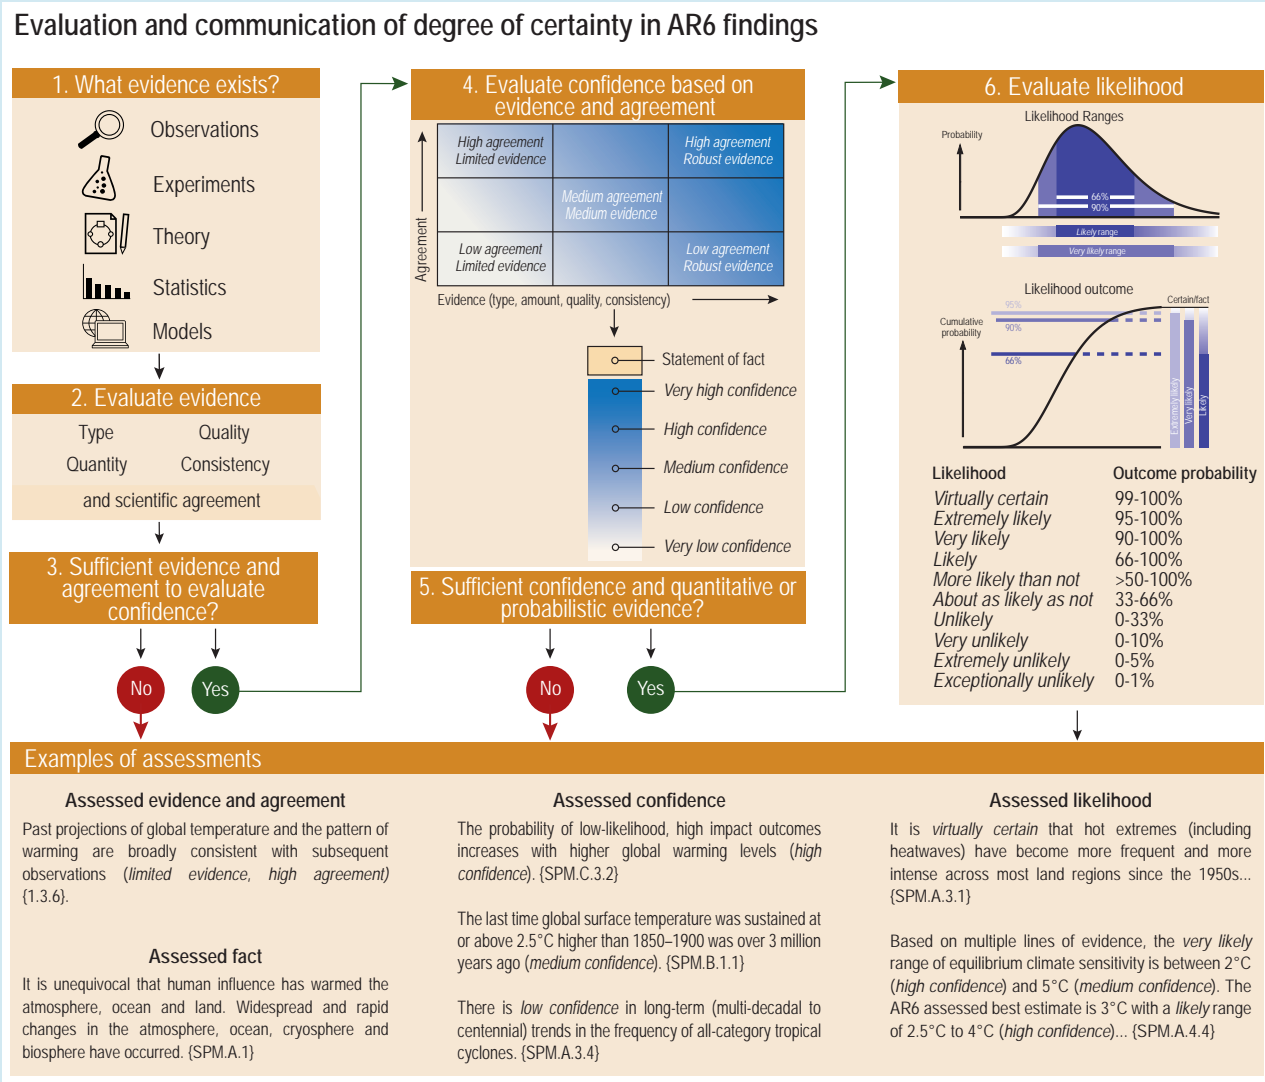 Evaluation and communication of degree of certainty in AR6 findings
1. What evidence exists?
Observations
Experiments
Theory
Statistics
Models
2. Evaluate evidence
Type
Quality
Quantity
Consistency
and scientific agreement
3. Sufficient evidence and
agreement to evaluate
confidence?
No
Yes
4. Evaluate confidence based on
evidence and agreement
Agreement
High agreement
Limited evidence
High agreement
Robust evidence
Medium agreement
Medium evidence
Low agreement
Limited evidence
Low agreement
Robust evidence
Evidence (type, amount, quality, consistency)
Statement of fact
Very high confidence
High confidence
Medium confidence
Low confidence
Very low confidence
5. Sufficient confidence and quantitative or
probabilistic evidence?
No
Yes
6. Evaluate likelihood
Likelihood Ranges
Probability
66%
90%
Likely range
Very likely range
Likelihood outcome
Certain/fact
Cumulative
probability
95%
90%
66%
Extremely likely
Very likely
Likely
Likelihood Outcome probability
Virtually certain 99-100%
Extremely likely 95-100%
Very likely 90-100%
Likely 66-100%
More likely than not >50-100%
About as likely as not 33-66%
Unlikely 0-33%
Very unlikely 0-10%
Extremely unlikely 0-5%
Exceptionally unlikely 0-1%
Examples of assessments
Assessed evidence and agreement
Past projections of global temperature and the pattern of
warming are broadly consistent with subsequent
observations (limited evidence, high agreement)
{1.3.6}.
Assessed fact
It is unequivocal that human influence has warmed the
atmosphere, ocean and land. Widespread and rapid
changes in the atmosphere, ocean, cryosphere and
biosphere have occurred. {SPM.A.1}
Assessed confidence
The probability of low-likelihood, high impact outcomes
increases with higher global warming levels (high
confidence). {SPM.C.3.2}
The last time global surface temperature was sustained at
or above 2.5°C higher than 1850–1900 was over 3 million
years ago (medium confidence). {SPM.B.1.1}
There is low confidence in long-term (multi-decadal to
centennial) trends in the frequency of all-category tropical
cyclones. {SPM.A.3.4}
Assessed likelihood
It is virtually certain that hot extremes (including
heatwaves) have become more frequent and more
intense across most land regions since the 1950s...
{SPM.A.3.1}
Based on multiple lines of evidence, the very likely
range of equilibrium climate sensitivity is between 2°C
(high confidence) and 5°C (medium confidence). The
AR6 assessed best estimate is 3°C with a likely range
of 2.5°C to 4°C (high confidence)... {SPM.A.4.4}